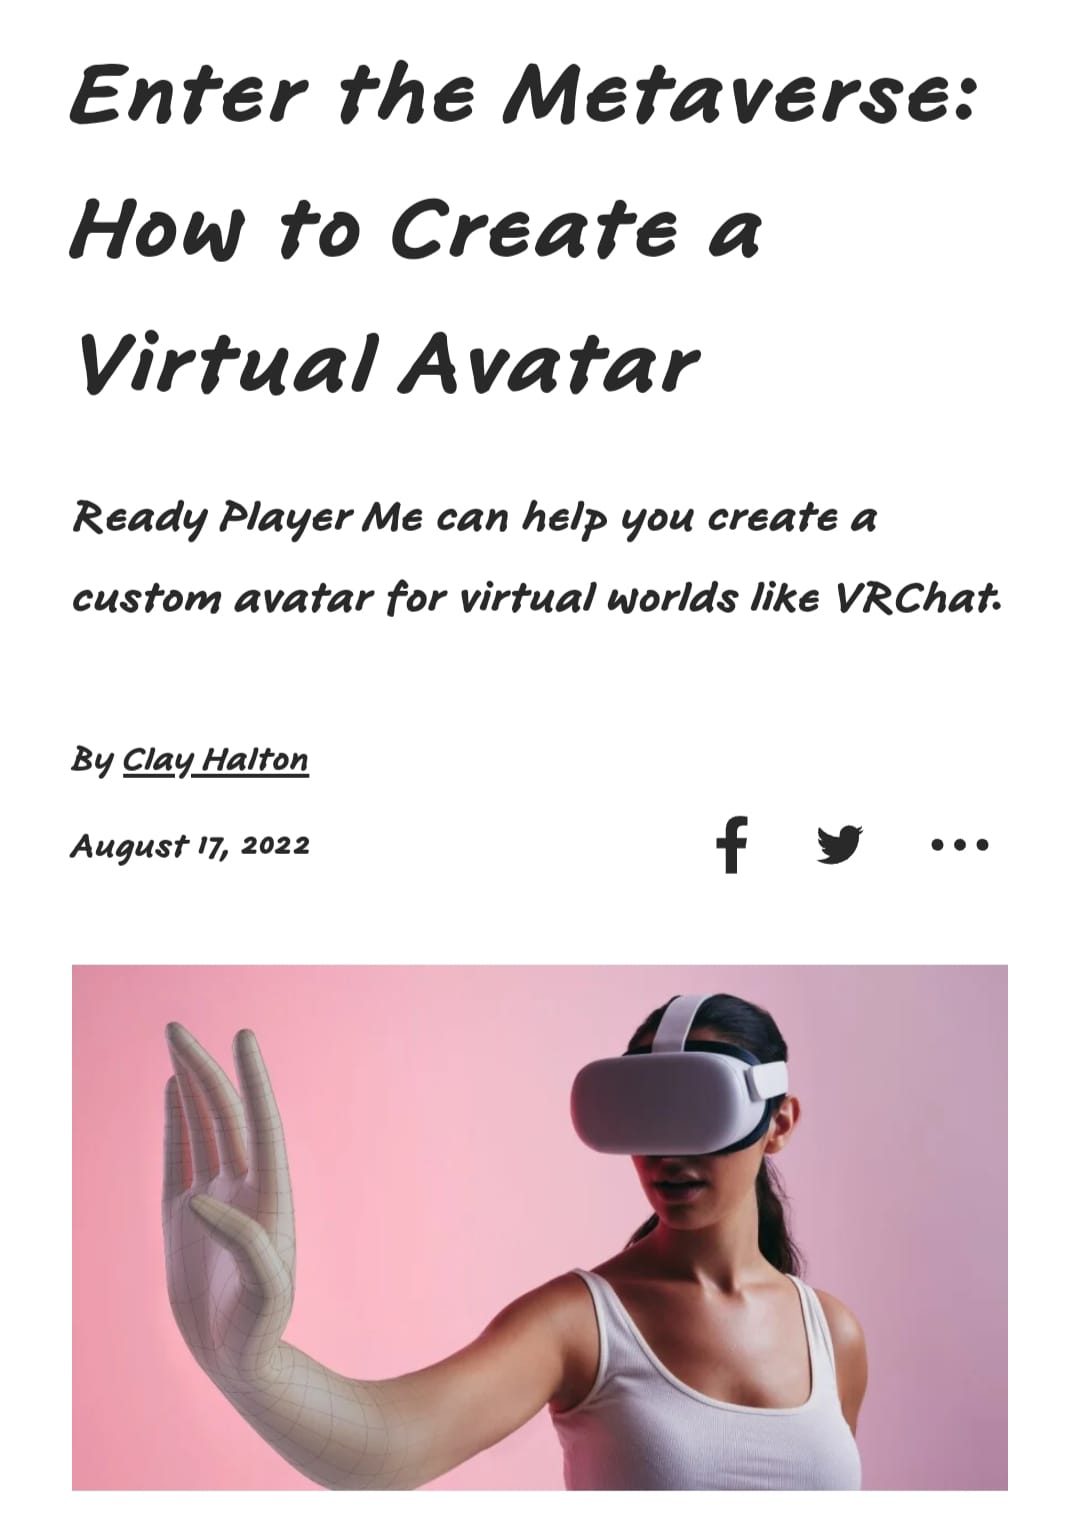 Enter the Metaverse:
How to Create a
Virtual Avatar
Ready Player Me can help you create a
custom avatar for virtual worlds like VRChat.
By Clay Halton
August 17, 2022